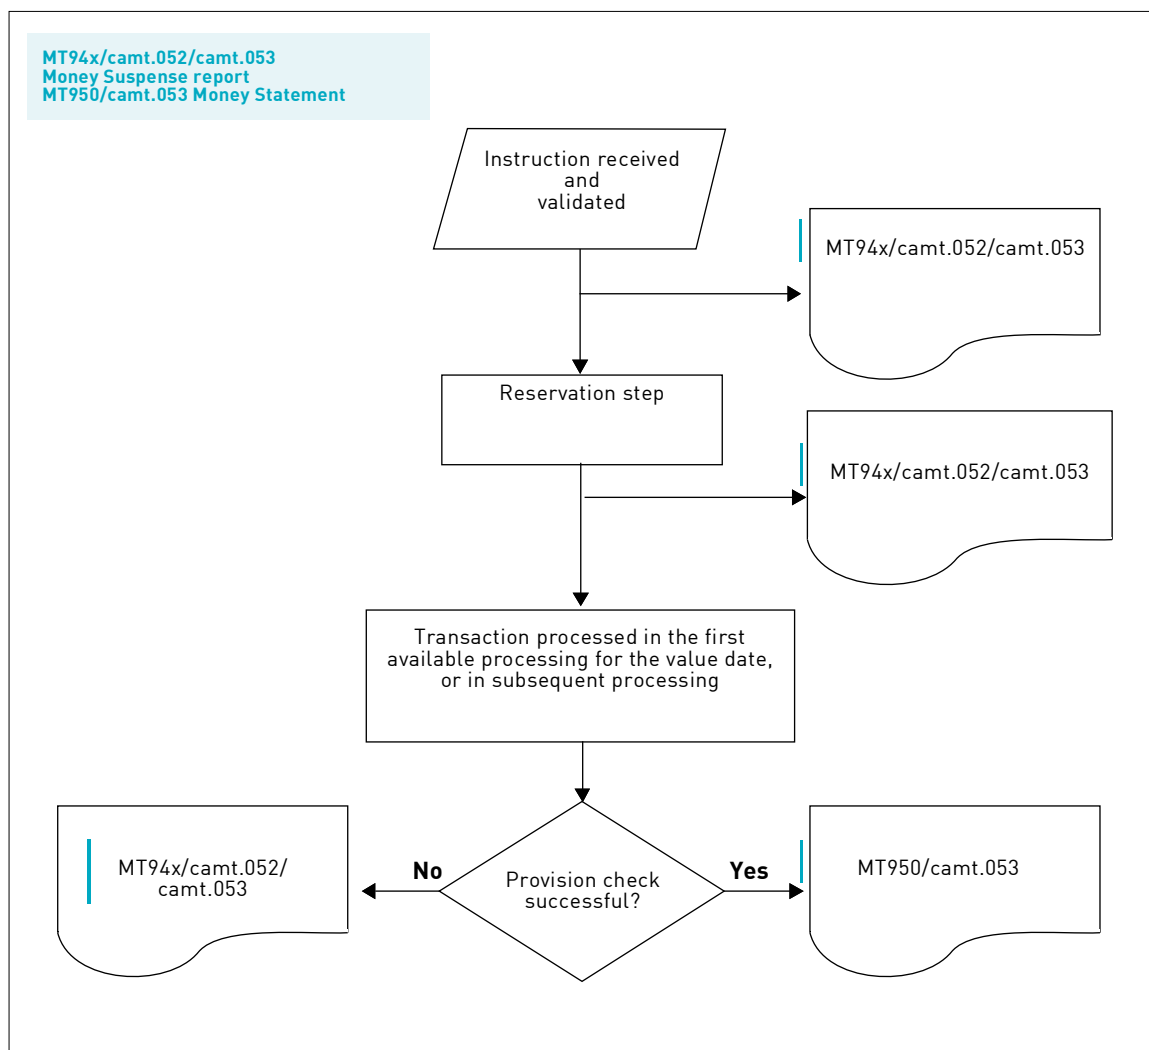 MT94x/camt.052/camt.053
Money Suspense report
MT950/camt.053 Money Statement
Instruction received
and
validated
MT94x/camt.052/camt.053
Reservation step
MT94x/camt.052/camt.053
Transaction processed in the first
available processing for the value date,
or in subsequent processing
MT94x/camt.052/
camt.053
No
Provision check
successful?
Yes
MT950/camt.053